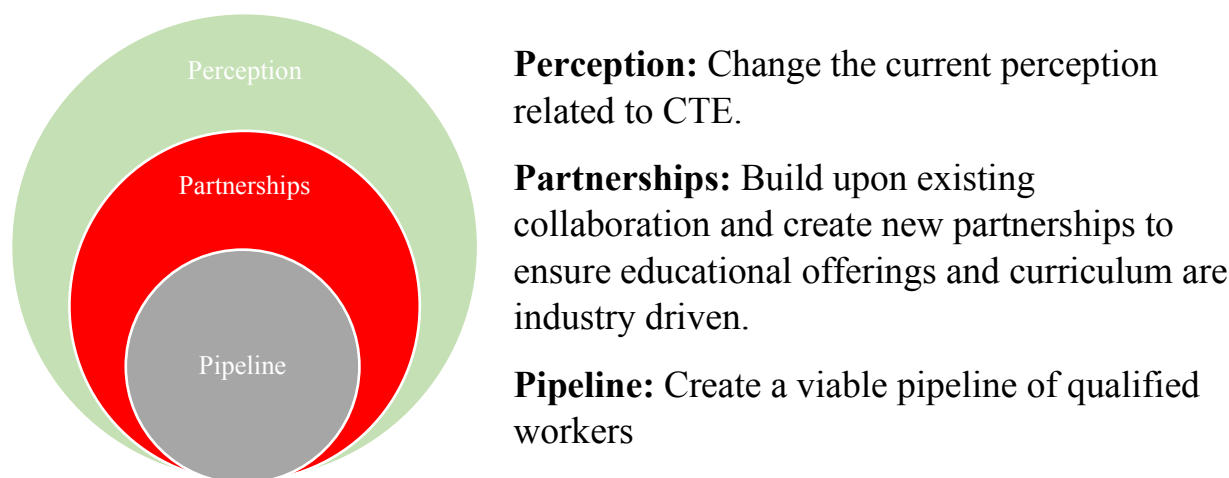 Perception
Partnerships
Pipeline
Perception: Change the current perception
related to CTE.
Partnerships: Build upon existing
collaboration and create new partnerships to
ensure educational offerings and curriculum are
industry driven.
Pipeline: Create a viable pipeline of qualified
workers